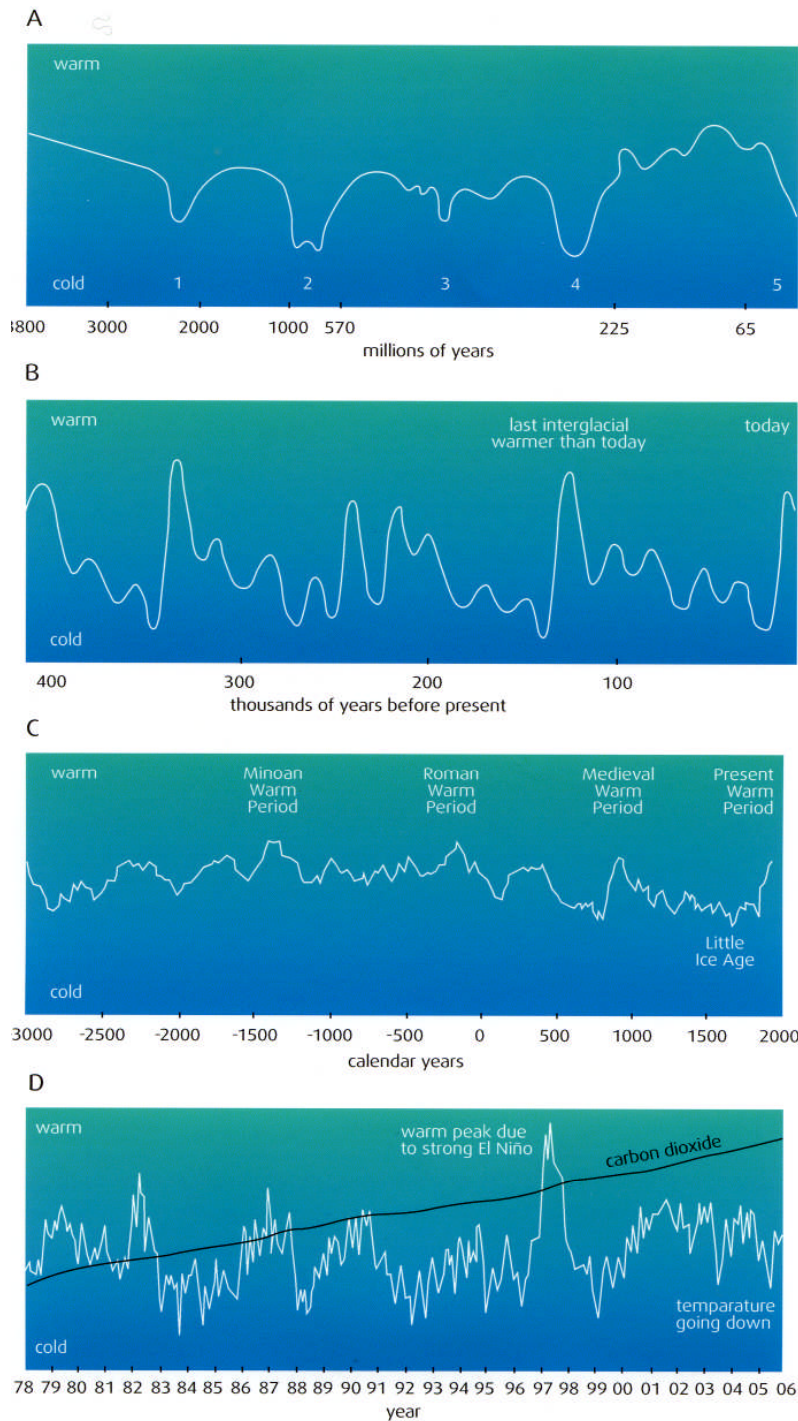 A
warm
cold
1
2
3
4
5
3800
3000
2000
1000
570
225
65
millions of years
B
warm
last interglacial
warmer than today
today
cold
400
300
200
100
thousands of years before present
C
warm
Minoan
Warm
Period
Roman
Warm
Period
Medieval
Warm
Period
Present
Warm
Period
Little
Ice Age
cold
3000 -2500 -2000 -1500 -1000 -500 0 500 1000 1500 2000
calendar years
D
warm
warm peak due
to strong El Niño
carbon dioxide
temparature
going down
cold
78 79 80 81 82 83 84 85 86 87 88 89 90 91 92 93 94 95 96 97 98 99 00 01 02 03 04 05 06
year